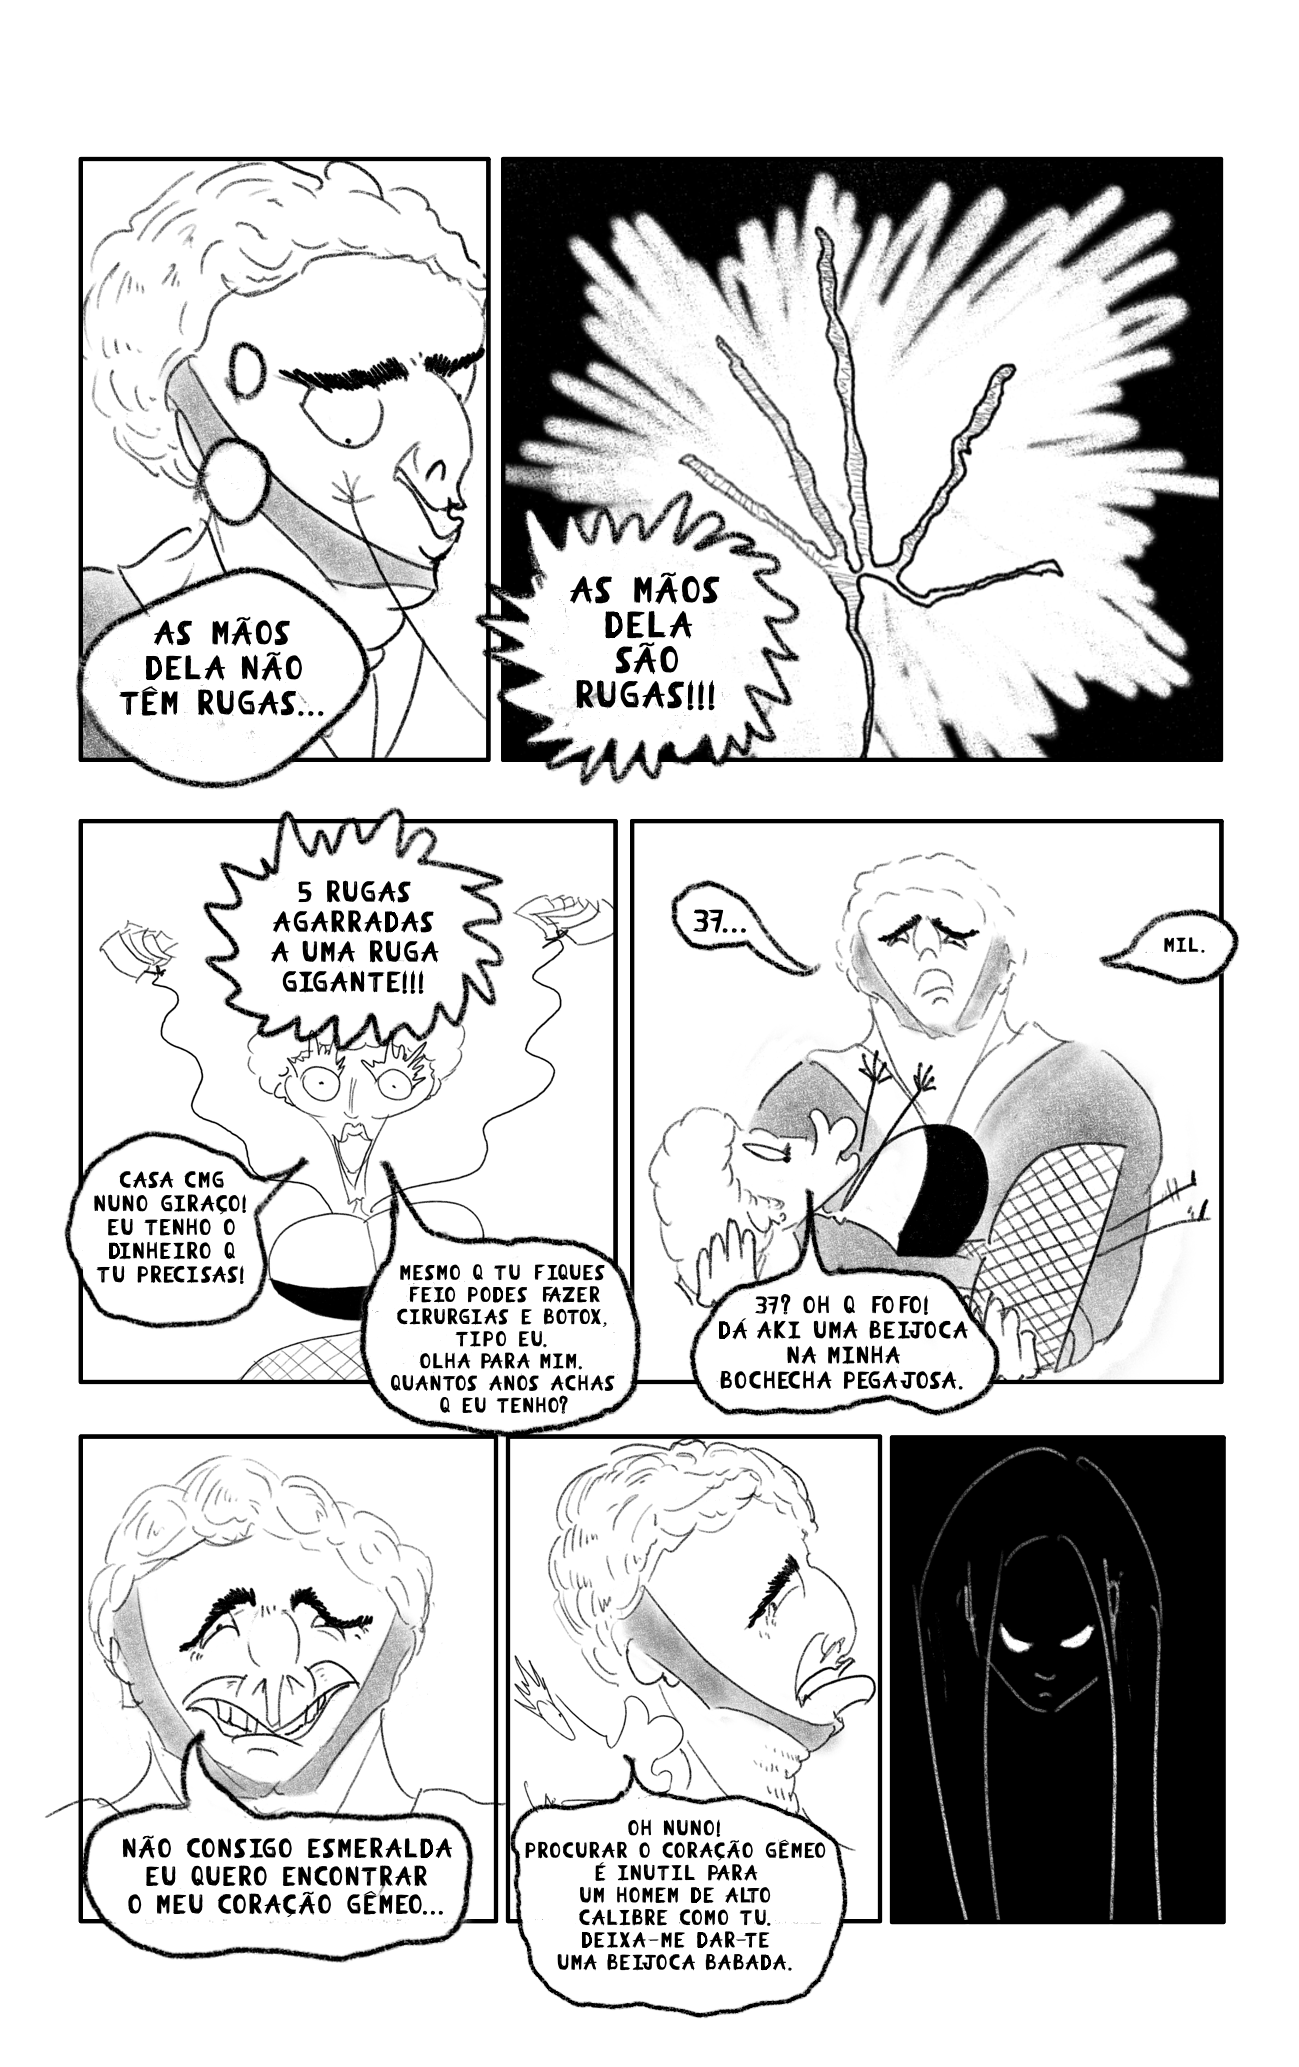 AS MÃOS
DELA NÃO
TÊM RUGAS...
AS MÃOS
DELA
SÃO
RUGAS!!!
5 RUGAS
AGARRADAS
A UMA RUGA
GIGANTE!!!
CASA CMG
NUNO GIRAÇO!
EU TENHO O
DINHEIRO Q
TU PRECISAS!
MESMO Q TU FIQUES
FEIO PODES FAZER
CIRURGIAS E BOTOX,
TIPO EU.
OLHA PARA MIM.
QUANTOS ANOS ACHAS
Q EU TENHO?
37...
MIL.
37? OH Q FOFO!
DÁ AKI UMA BEIJOCA
NA MINHA
BOCHECHA PEGAJOSA.
NÃO CONSIGO ESMERALDA
EU QUERO ENCONTRAR
O MEU CORAÇÃO GÊMEO...
OH NUNO!
PROCURAR O CORAÇÃO GÊMEO
É INUTIL PARA
UM HOMEM DE ALTO
CALIBRE COMO TU.
DEIXA-ME DAR-TE
UMA BEIJOCA BABADA.